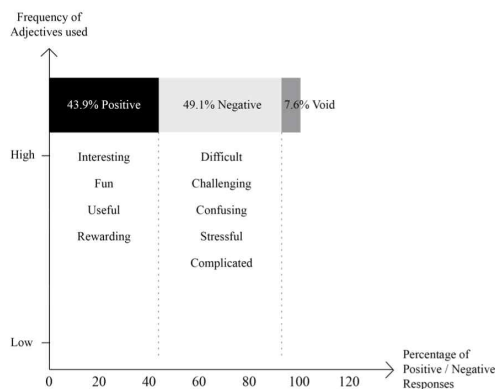 Frequency of
Adjectives used
43.9% Positive 49.1% Negative 7.6% Void
High
Interesting Difficult
Fun Challenging
Useful Confusing
Rewarding Stressful
Complicated
Low
0 20 40 60 80 100 120
Percentage of
Positive / Negative
Responses